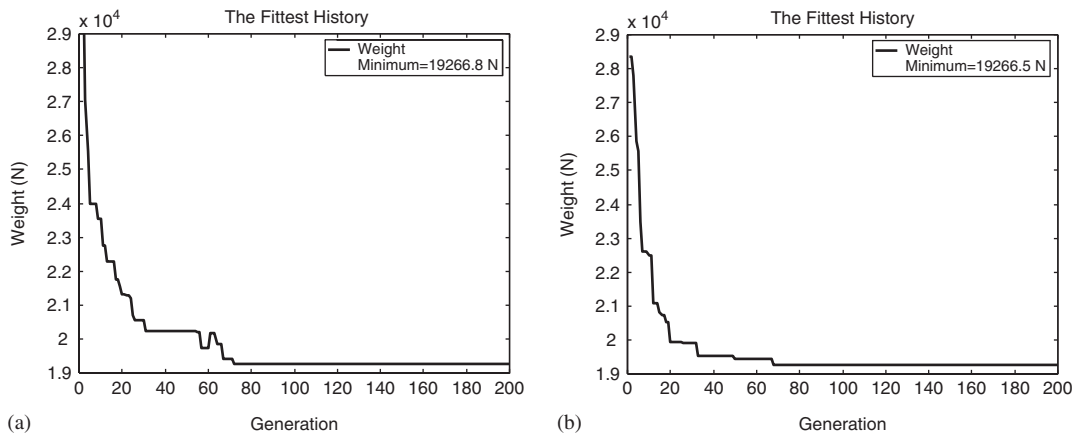 The Fittest History
x 10⁴
2.9
2.8
2.7
2.6
2.5
2.4
2.3
2.2
2.1
2
1.9
Weight (N)
Weight
Minimum=19266.8 N
0 20 40 60 80 100 120 140 160 180 200
Generation
(a)
The Fittest History
x 10⁴
2.9
2.8
2.7
2.6
2.5
2.4
2.3
2.2
2.1
2
1.9
Weight (N)
Weight
Minimum=19266.5 N
0 20 40 60 80 100 120 140 160 180 200
Generation
(b)